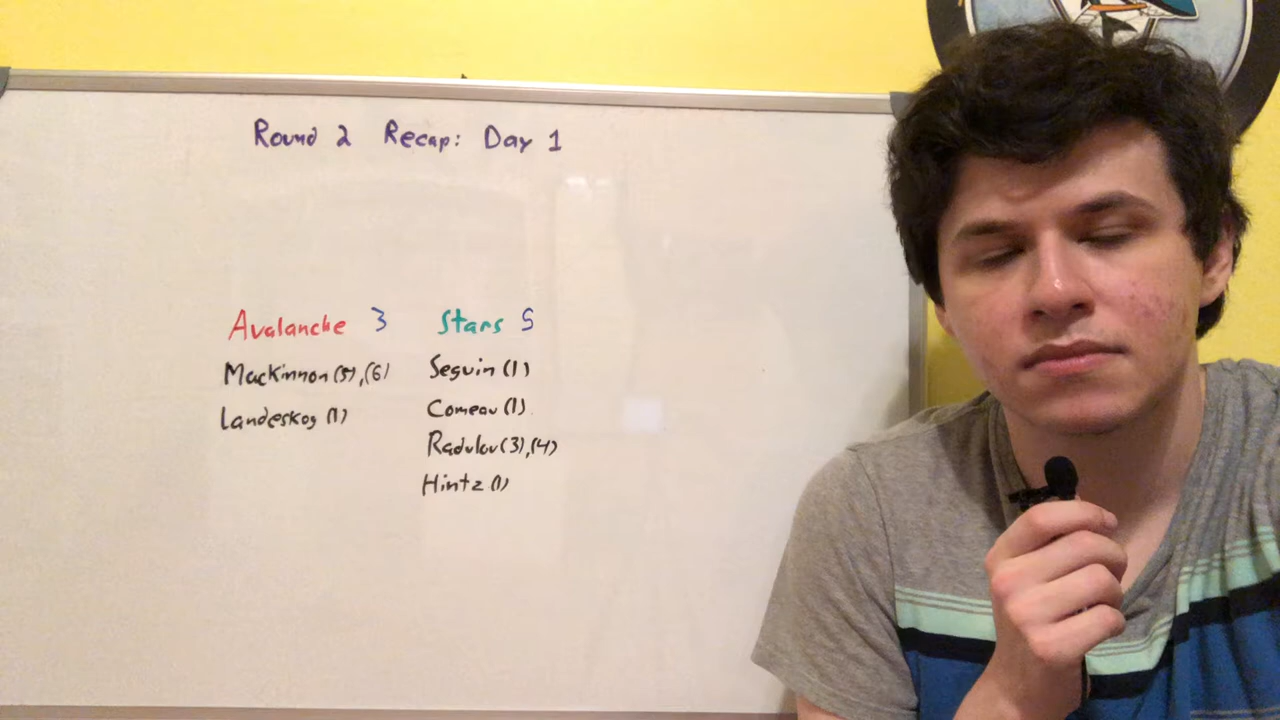 Round 2 Recap: Day 1
Avalanche 3 Stars 5
Mackinnon (5),(6) Seguin (1)
Landeskog (1) Comeau (1)
Radulov (3),(4)
Hintz (1)